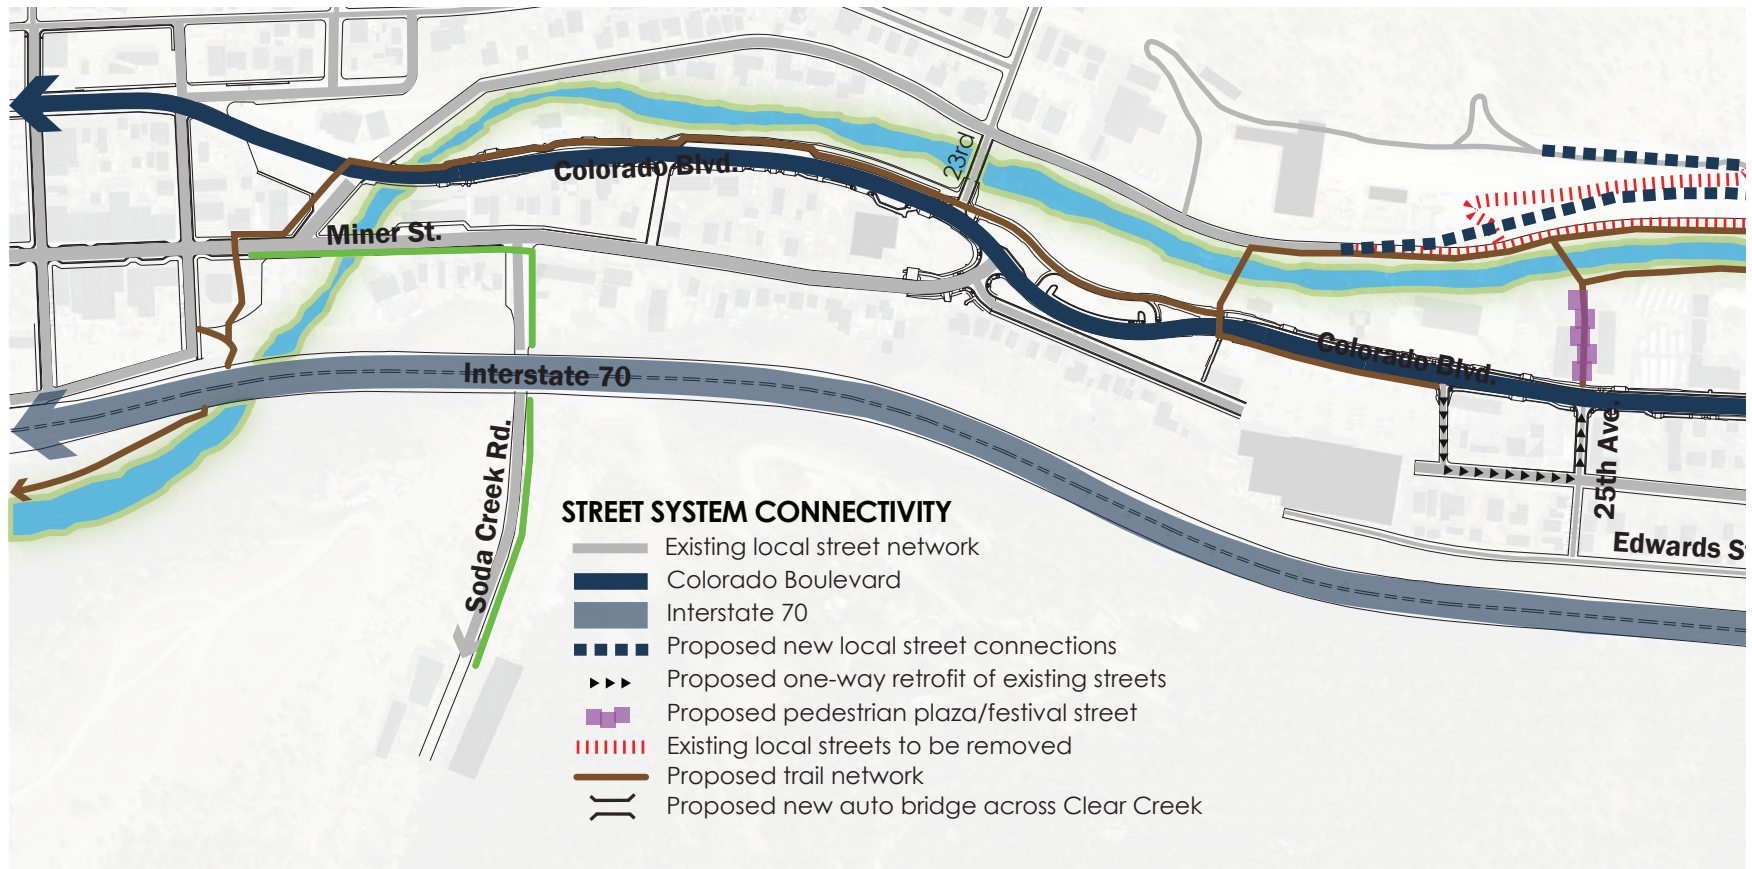 23rd
Colorado Blvd.
Miner St.
Colorado Blvd.
Interstate 70
25th Ave.
Soda Creek Rd.
Edwards S
STREET SYSTEM CONNECTIVITY
Existing local street network
Colorado Boulevard
Interstate 70
Proposed new local street connections
Proposed one-way retrofit of existing streets
Proposed pedestrian plaza/festival street
Existing local streets to be removed
Proposed trail network
Proposed new auto bridge across Clear Creek